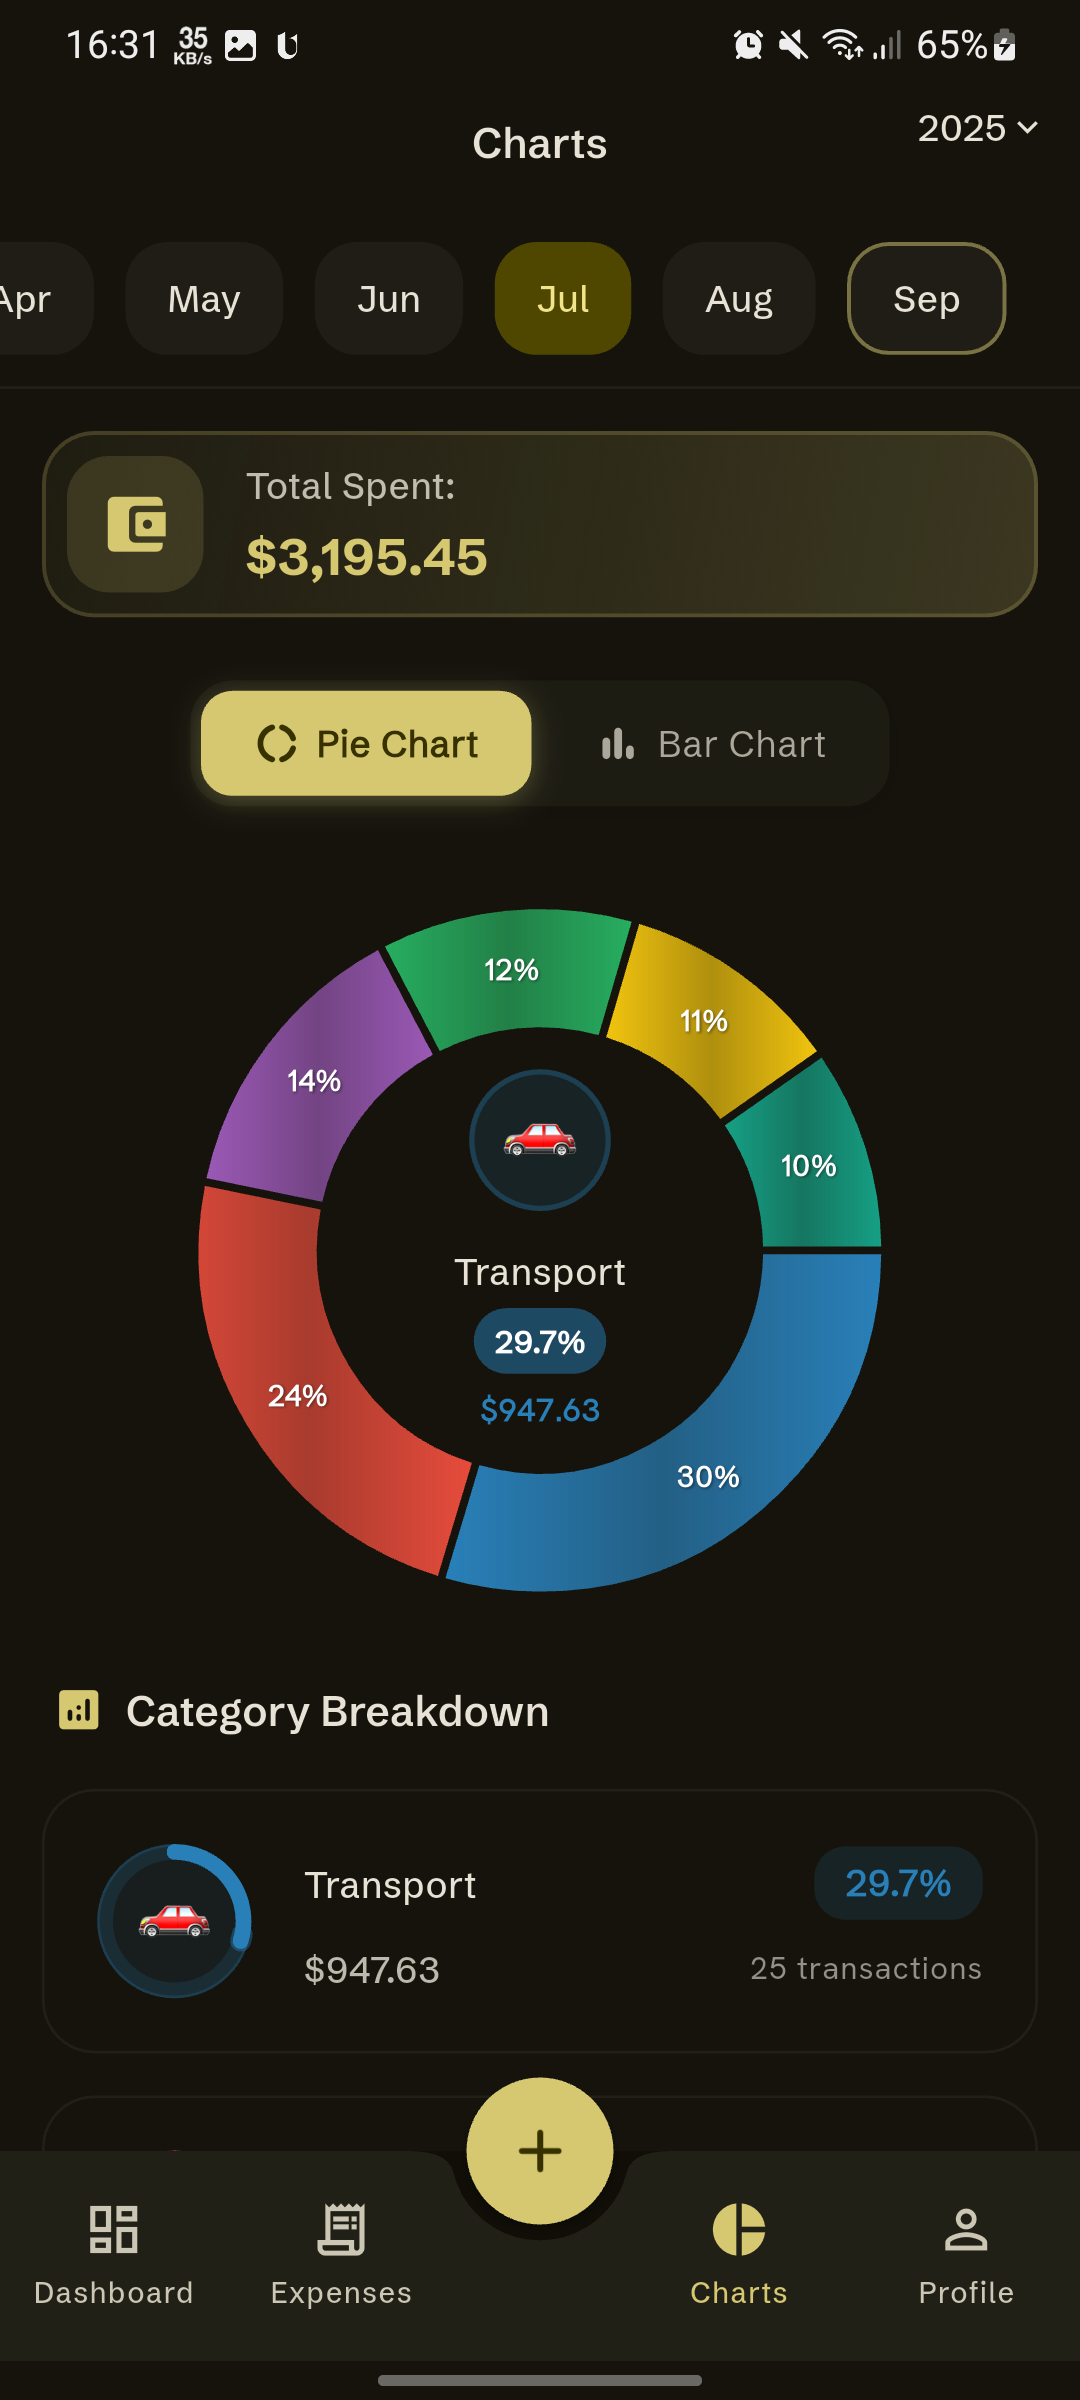 16:31 35 KB/s 65%
Charts
2025
Apr May Jun Jul Aug Sep
Total Spent:
$3,195.45
Pie Chart Bar Chart
12%
11%
14%
10%
Transport
29.7%
24%
$947.63
30%
Category Breakdown
Transport 29.7%
$947.63 25 transactions
Dashboard Expenses Charts Profile